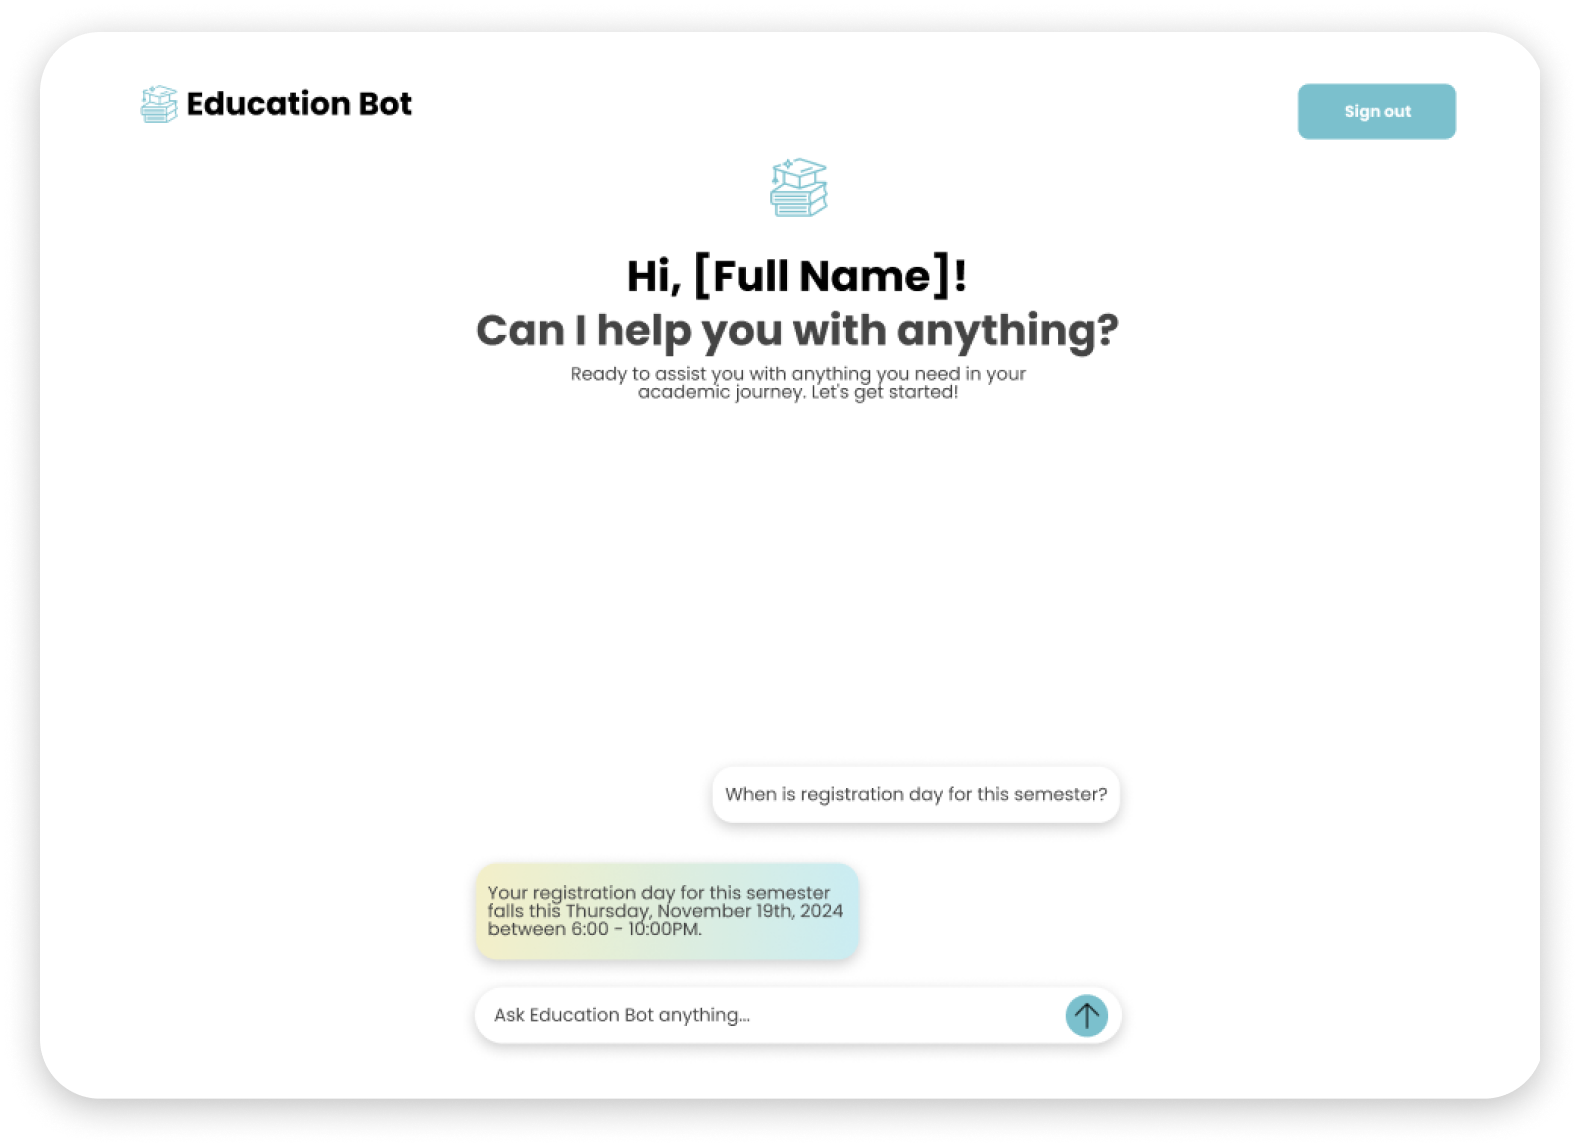 Education Bot
Sign out
Hi, [Full Name]!
Can I help you with anything?
Ready to assist you with anything you need in your
academic journey. Let's get started!
When is registration day for this semester?
Your registration day for this semester
falls this Thursday, November 19th, 2024
between 6:00 - 10:00PM.
Ask Education Bot anything...